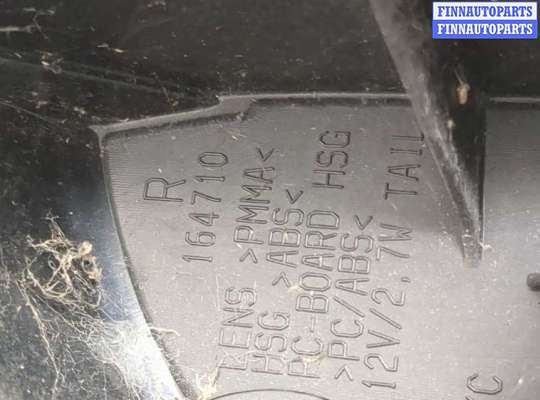 FINNAUTOPARTS
FINNAUTOPARTS
R
164710
LENS >PMMA<
HSG >ABS<
PC-BOARD HSG
>PC/ABS<
12V/2,7W TAIL